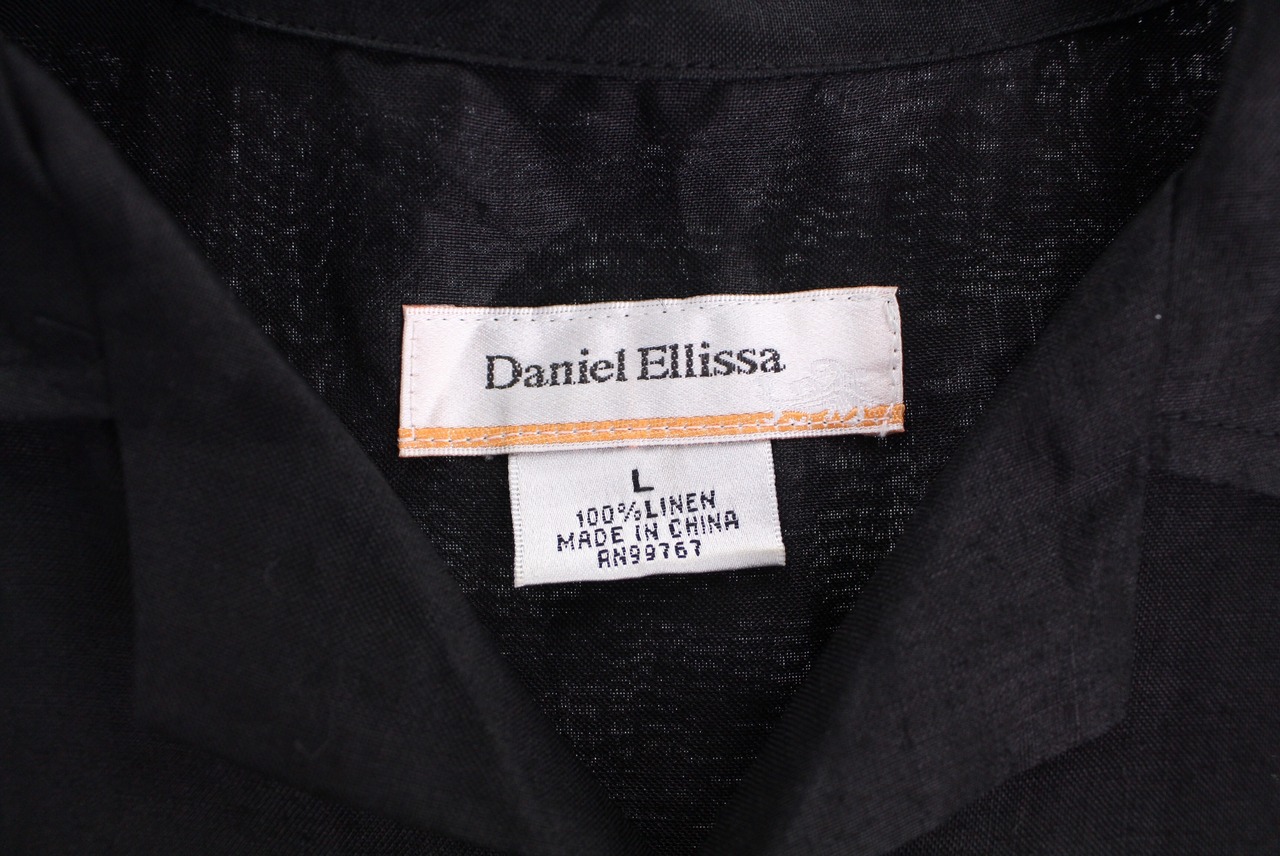 Daniel Ellissa
L
100% LINEN
MADE IN CHINA
RN99767